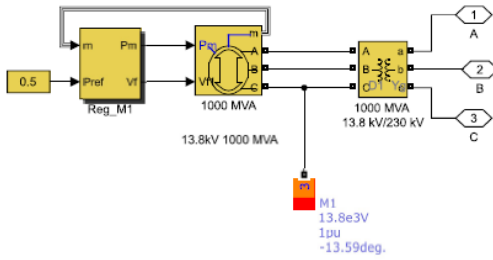 0.5
m
Pm
Pref
Vf
Reg_M1
m
Pm
A
B
Vf
C
1000 MVA
13.8kV 1000 MVA
A
a
B
b
C
1000 MVA
13.8 kV/230 kV
1
A
2
B
3
C
3
M1
13.8e3V
1pu
-13.59deg.